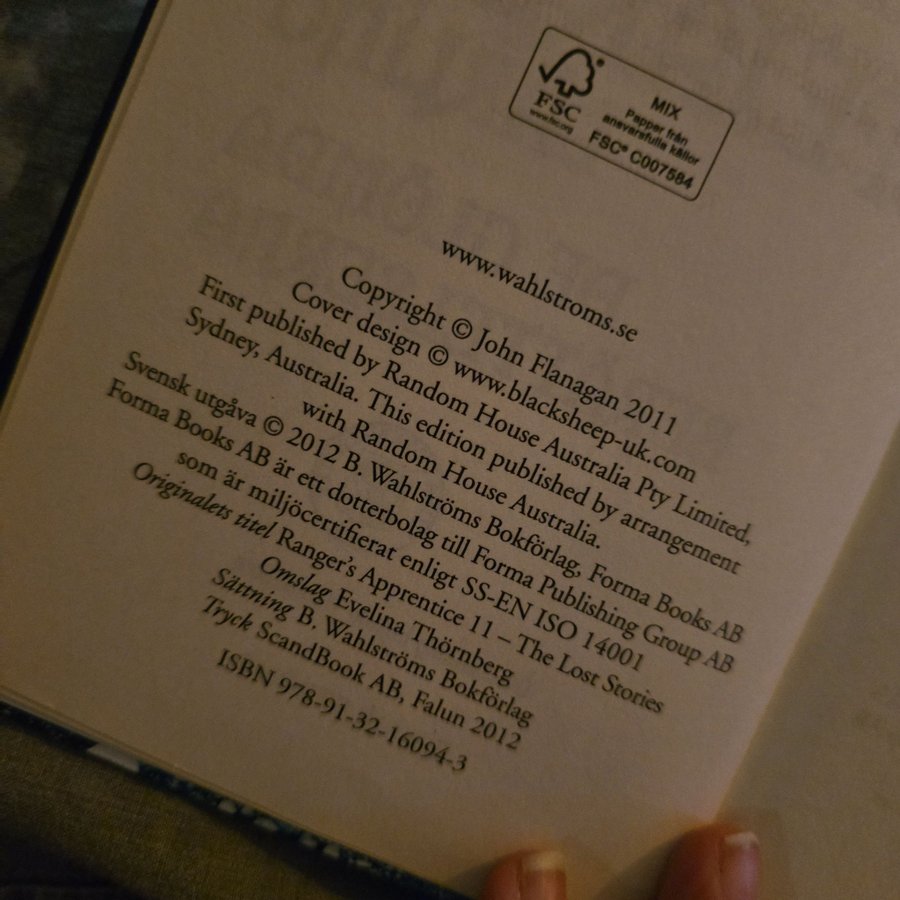 FSC®
www.fsc.org
MIX
Papper från
ansvarsfulla källor
FSC® C007584
www.wahlstroms.se
Copyright © John Flanagan 2011
Cover design © www.blacksheep-uk.com
First published by Random House Australia Pty Limited,
Sydney, Australia. This edition published by arrangement
with Random House Australia.
Svensk utgåva © 2012 B. Wahlströms Bokförlag, Forma Books AB
Forma Books AB är ett dotterbolag till Forma Publishing Group AB
som är miljöcertifierat enligt SS-EN ISO 14001
Originalets titel Ranger's Apprentice 11 – The Lost Stories
Omslag Evelina Thörnberg
Sättning B. Wahlströms Bokförlag
Tryck ScandBook AB, Falun 2012
ISBN 978-91-32-16094-3